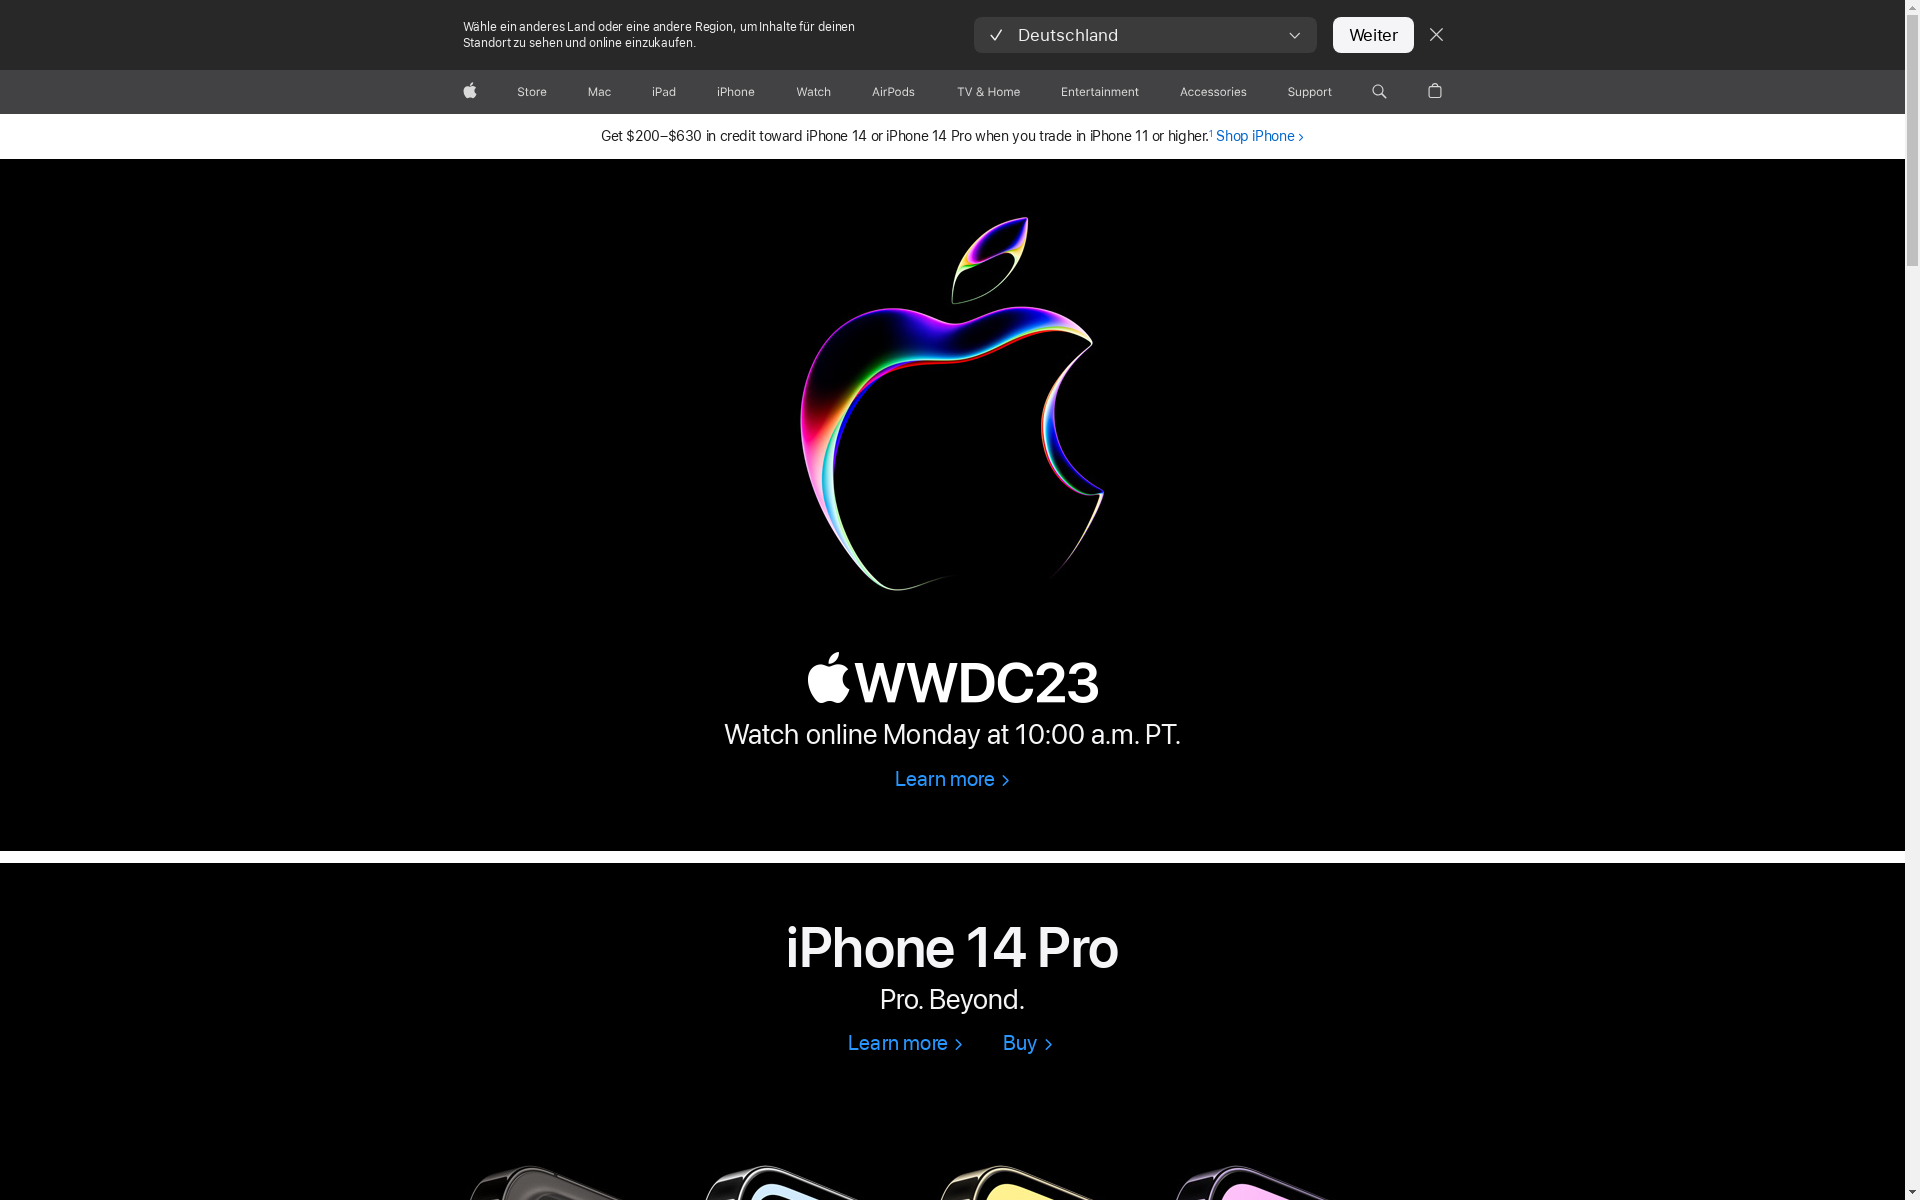 Wähle ein anderes Land oder eine andere Region, um Inhalte für deinen
Standort zu sehen und online einzukaufen.
Deutschland
Weiter
Store Mac iPad iPhone Watch AirPods TV & Home Entertainment Accessories Support
Get $200–$630 in credit toward iPhone 14 or iPhone 14 Pro when you trade in iPhone 11 or higher.¹ Shop iPhone >
WWDC23
Watch online Monday at 10:00 a.m. PT.
Learn more >
iPhone 14 Pro
Pro. Beyond.
Learn more > Buy >